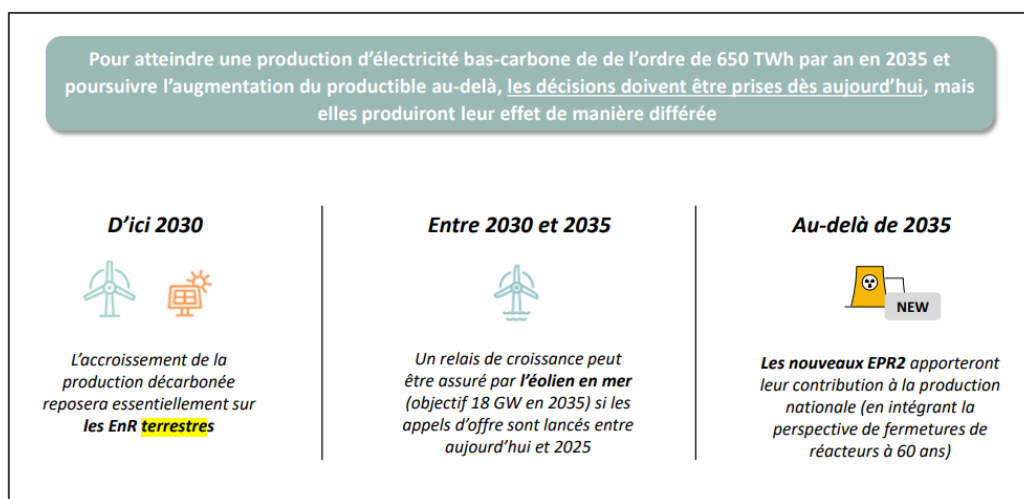 Pour atteindre une production d'électricité bas-carbone de de l'ordre de 650 TWh par an en 2035 et
poursuivre l'augmentation du productible au-delà, les décisions doivent être prises dès aujourd'hui, mais
elles produiront leur effet de manière différée
D'ici 2030
L'accroissement de la
production décarbonée
reposera essentiellement sur
les EnR terrestres
Entre 2030 et 2035
Un relais de croissance peut
être assuré par l'éolien en mer
(objectif 18 GW en 2035) si les
appels d'offre sont lancés entre
aujourd'hui et 2025
Au-delà de 2035
NEW
Les nouveaux EPR2 apporteront
leur contribution à la production
nationale (en intégrant la
perspective de fermetures de
réacteurs à 60 ans)